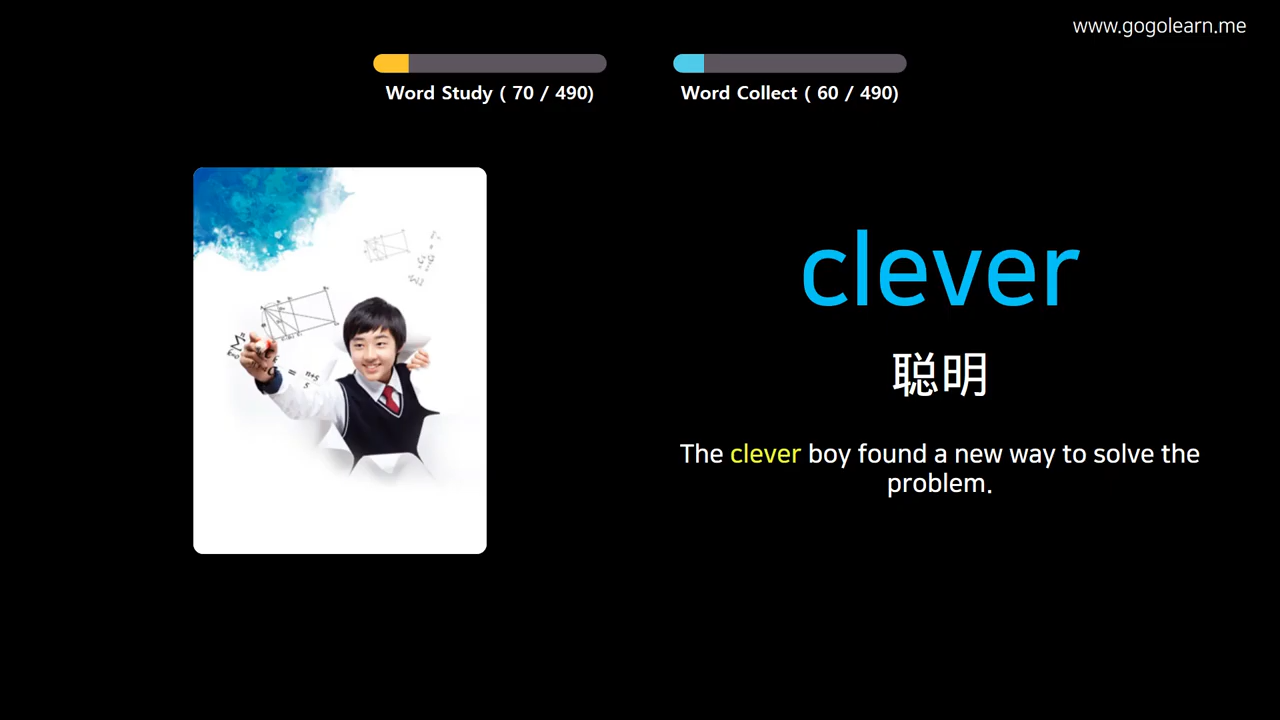 www.gogolearn.me
Word Study ( 70 / 490)
Word Collect ( 60 / 490)
clever
聪明
The clever boy found a new way to solve the
problem.